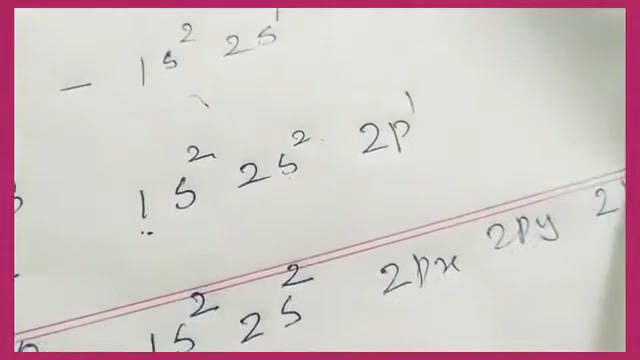 - 1s² 2s¹
1s² 2s² 2p¹
1s² 2s² 2px 2py